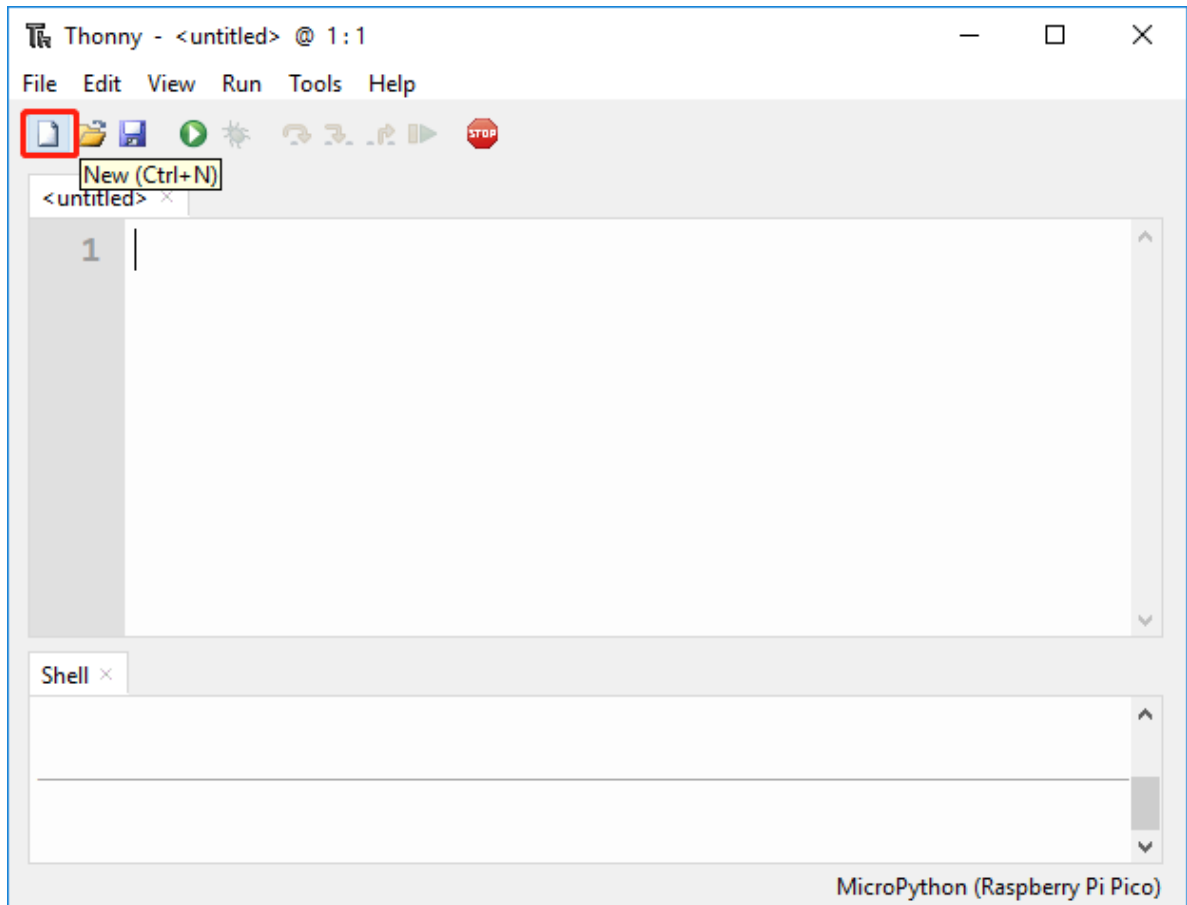 Thonny - <untitled> @ 1:1
File Edit View Run Tools Help
STOP
New (Ctrl+N)
<untitled>
1
Shell
MicroPython (Raspberry Pi Pico)